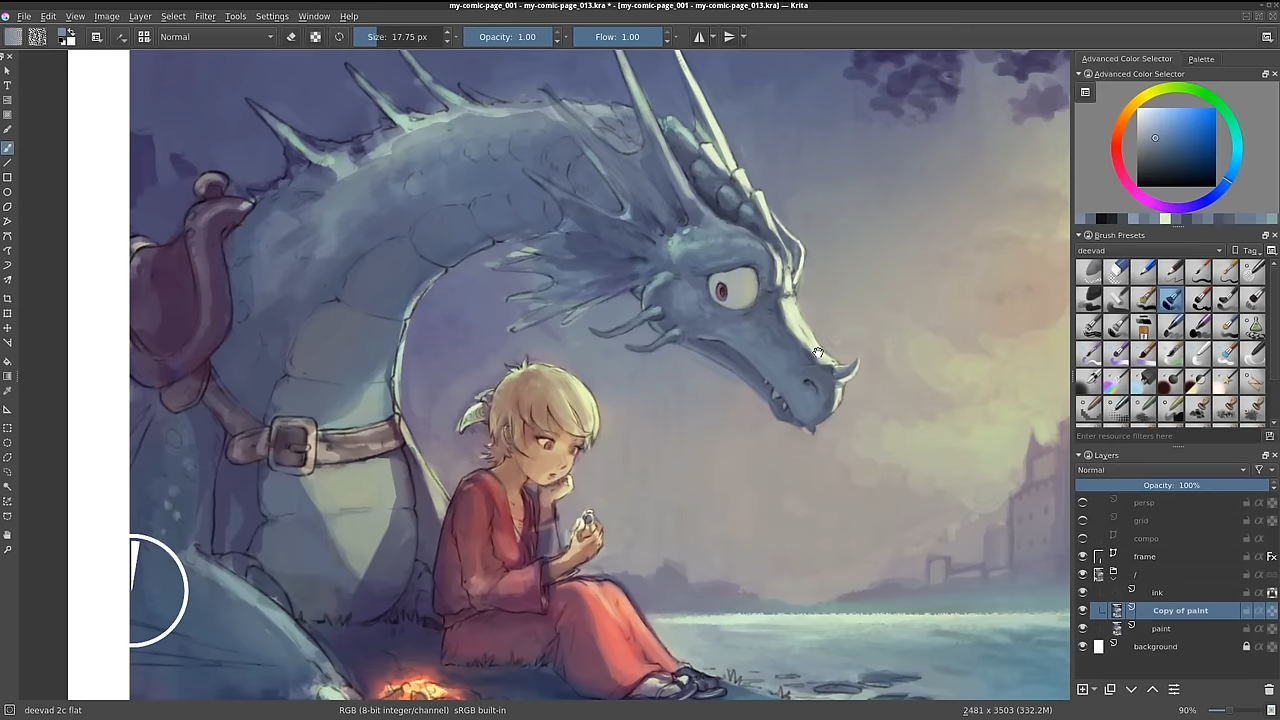 my-comic-page_001 - my-comic-page_013.kra * - [my-comic-page_001 - my-comic-page_013.kra] — Krita
File Edit View Image Layer Select Filter Tools Settings Window Help
Normal Size: 17.75 px Opacity: 1.00 Flow: 1.00
Advanced Color Selector Palette
Advanced Color Selector
Brush Presets
deevad Tag
Enter resource filters here
Layers
Normal
Opacity: 100%
persp
grid
compo
frame
/
ink
Copy of paint
paint
background
deevad 2c flat RGB (8-bit integer/channel) sRGB built-in 2481 x 3503 (332.2M) 90%